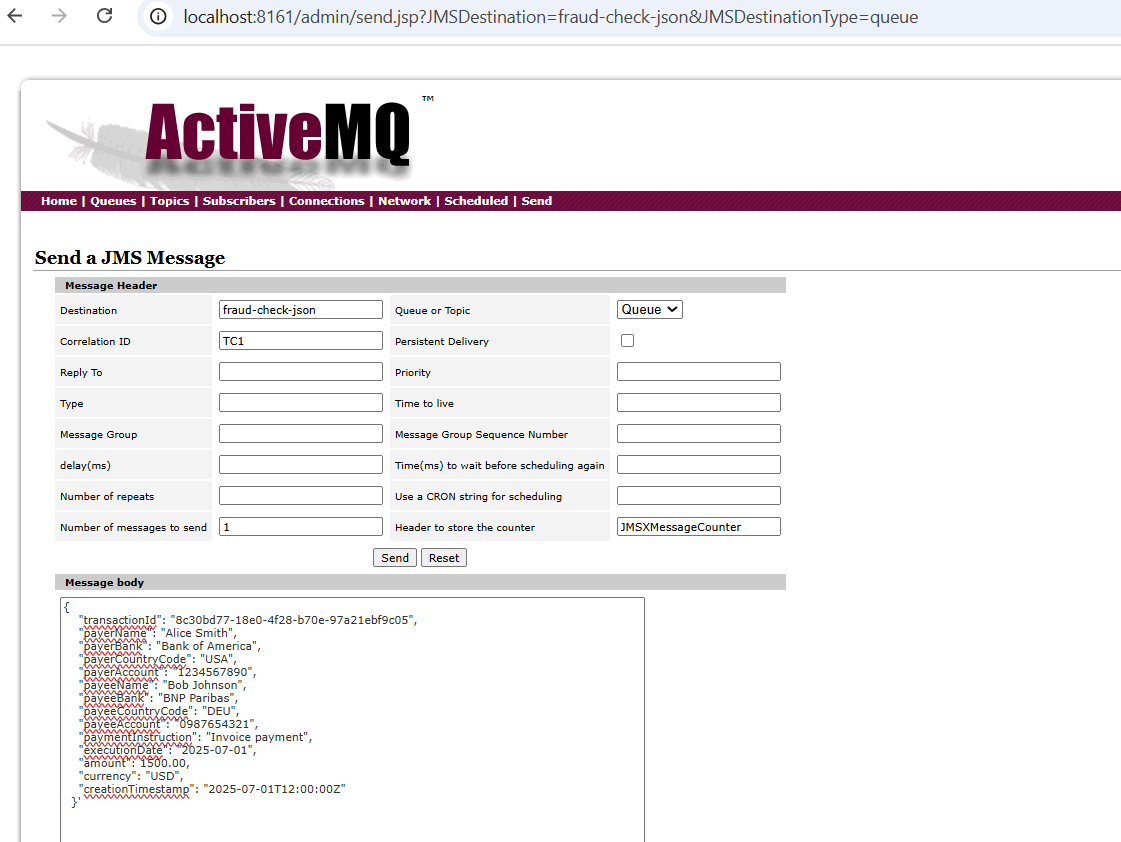 localhost:8161/admin/send.jsp?JMSDestination=fraud-check-json&JMSDestinationType=queue
ActiveMQ ™
Home | Queues | Topics | Subscribers | Connections | Network | Scheduled | Send
Send a JMS Message
Message Header
Destination fraud-check-json Queue or Topic Queue
Correlation ID TC1 Persistent Delivery
Reply To Priority
Type Time to live
Message Group Message Group Sequence Number
delay(ms) Time(ms) to wait before scheduling again
Number of repeats Use a CRON string for scheduling
Number of messages to send 1 Header to store the counter JMSXMessageCounter
Send Reset
Message body
{
"transactionId": "8c30bd77-18e0-4f28-b70e-97a21ebf9c05",
"payerName": "Alice Smith",
"payerBank": "Bank of America",
"payerCountryCode": "USA",
"payerAccount": "1234567890",
"payeeName": "Bob Johnson",
"payeeBank": "BNP Paribas",
"payeeCountryCode": "DEU",
"payeeAccount": "0987654321",
"paymentInstruction": "Invoice payment",
"executionDate": "2025-07-01",
"amount": 1500.00,
"currency": "USD",
"creationTimestamp": "2025-07-01T12:00:00Z"
}'